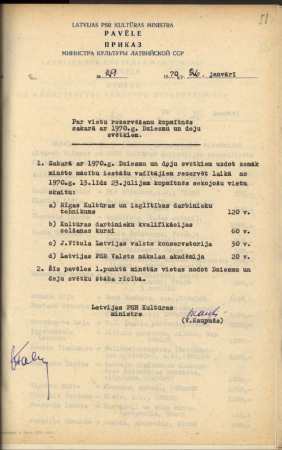 51
LATVIJAS PSR KULTŪRAS MINISTRA
PAVĒLE
ПРИКАЗ
МИНИСТРА КУЛЬТУРЫ ЛАТВИЙСКОЙ ССР
№ 29 1970. 26. janvārī
Par vietu rezervēšanu kopmītnēs
sakarā ar 1970.g. Dziesmu un deju
svētkiem.
1. Sakarā ar 1970.g. Dziesmu un deju svētkiem uzdot zemāk
minēto mācību iestāžu vadītājiem rezervēt laikā no
1970.g. 13.līdz 23.jūlijam kopmītnēs sekojošu vietu
skaitu:
a) Rīgas Kultūras un izglītības darbinieku
tehnikums 120 v.
b) Kultūras darbinieku kvalifikācijas
celšanas kursi 60 v.
c) J.Vītola Latvijas valsts konservatorija 30 v.
d) Latvijas PSR Valsts mākslas akadēmija 20 v.
2. Šīs pavēles 1.punktā minētās vietas nodot Dziesmu un
deju svētku štāba rīcībā.
Latvijas PSR Kultūras
ministrs
(V.Kaupužs)